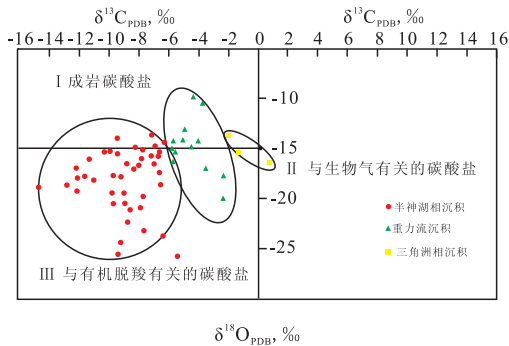 δ¹³C_PDB, ‰ δ¹³C_PDB, ‰
-16 -14 -12 -10 -8 -6 -4 -2 0 2 4 6 8 10 12 14 16
I 成岩碳酸盐
-10
-15
II 与生物气有关的碳酸盐
-20
半神湖相沉积
重力流沉积
-25
三角洲相沉积
III 与有机脱羧有关的碳酸盐
δ¹⁸O_PDB, ‰